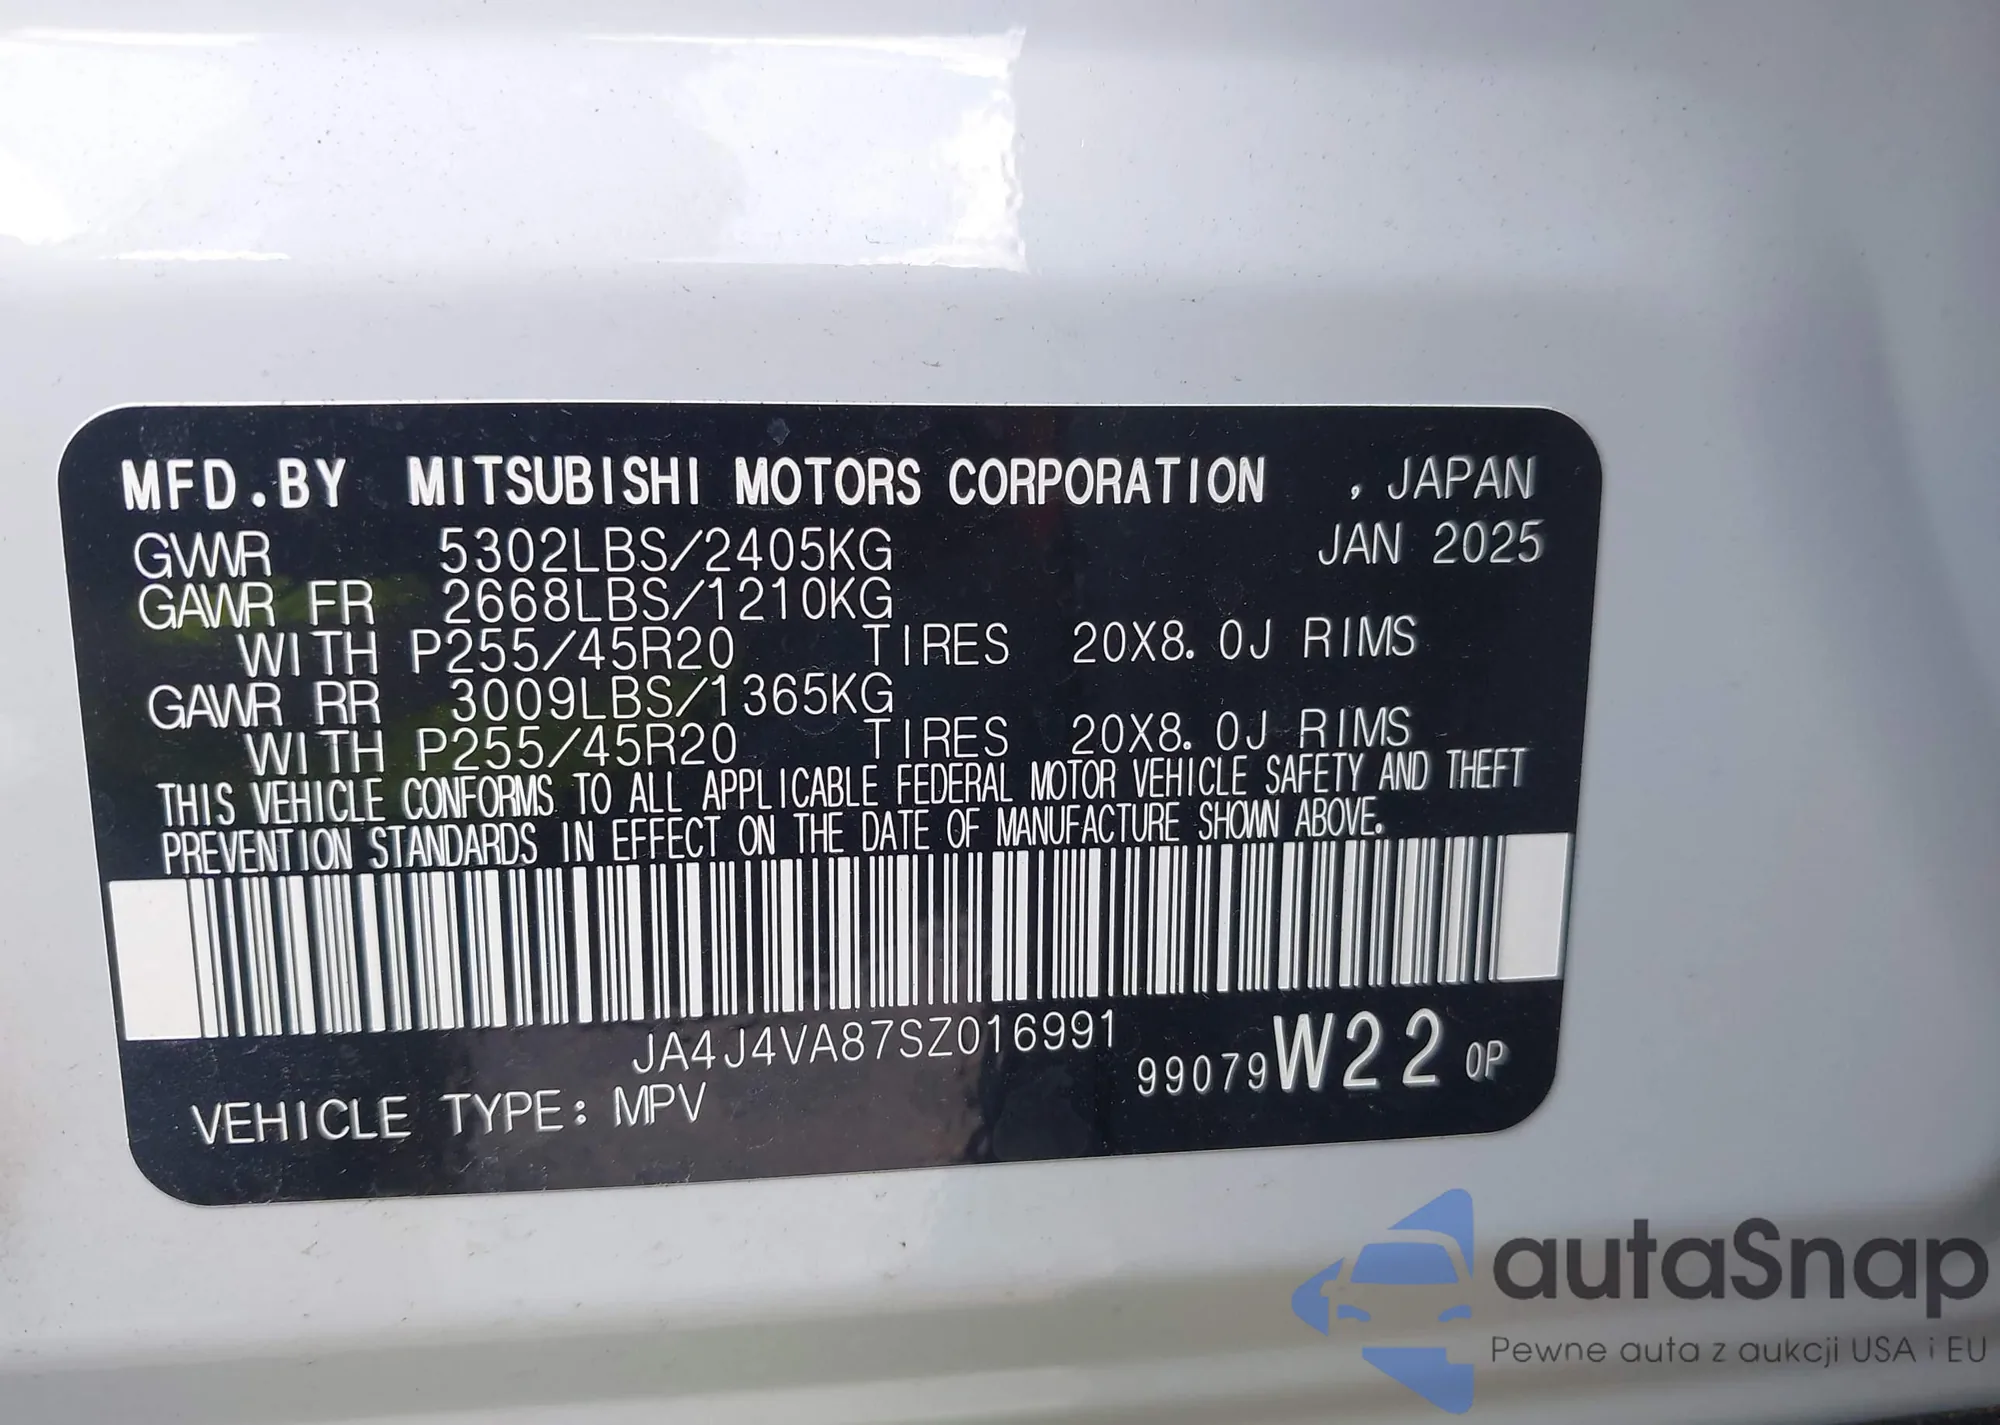 MFD.BY MITSUBISHI MOTORS CORPORATION , JAPAN
GVWR 5302LBS/2405KG JAN 2025
GAWR FR 2668LBS/1210KG
WITH P255/45R20 TIRES 20X8.0J RIMS
GAWR RR 3009LBS/1365KG
WITH P255/45R20 TIRES 20X8.0J RIMS
THIS VEHICLE CONFORMS TO ALL APPLICABLE FEDERAL MOTOR VEHICLE SAFETY AND THEFT
PREVENTION STANDARDS IN EFFECT ON THE DATE OF MANUFACTURE SHOWN ABOVE.
JA4J4VA87SZ016991
99079W22 OP
VEHICLE TYPE: MPV
autaSnap
Pewne auta z aukcji USA i EU